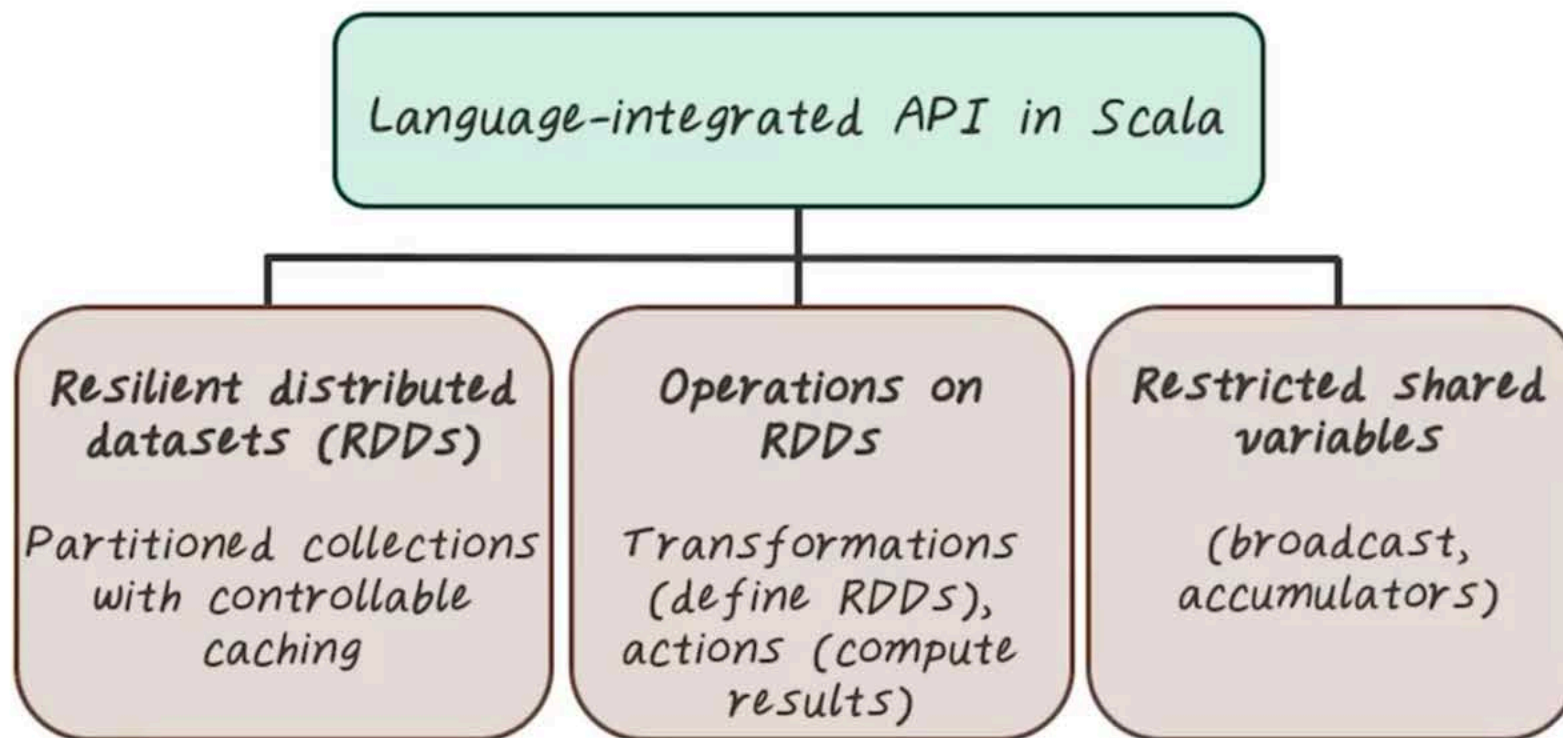 Language-integrated API in Scala
Resilient distributed
datasets (RDDs)
Partitioned collections
with controllable
caching
Operations on
RDDs
Transformations
(define RDDs),
actions (compute
results)
Restricted shared
variables
(broadcast,
accumulators)